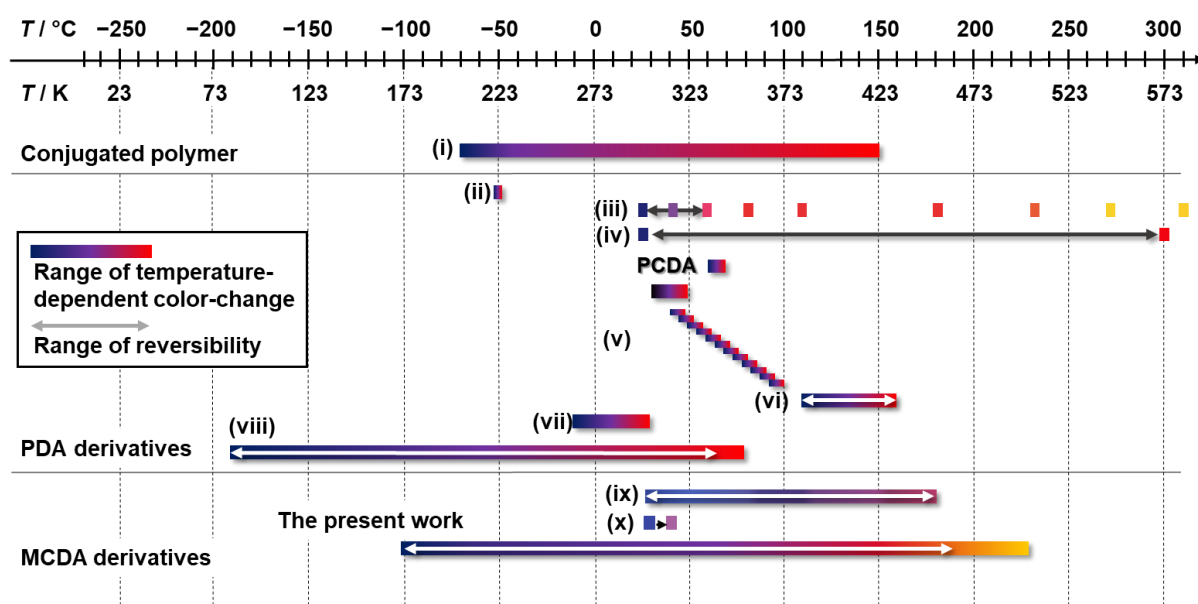 T / °C −250 −200 −150 −100 −50 0 50 100 150 200 250 300
T / K 23 73 123 173 223 273 323 373 423 473 523 573
(i)
Conjugated polymer
(ii)
(iii)
(iv)
Range of temperature-
dependent color-change
Range of reversibility
PCDA
(v)
(vi)
(vii)
(viii)
PDA derivatives
(ix)
The present work (x)
MCDA derivatives